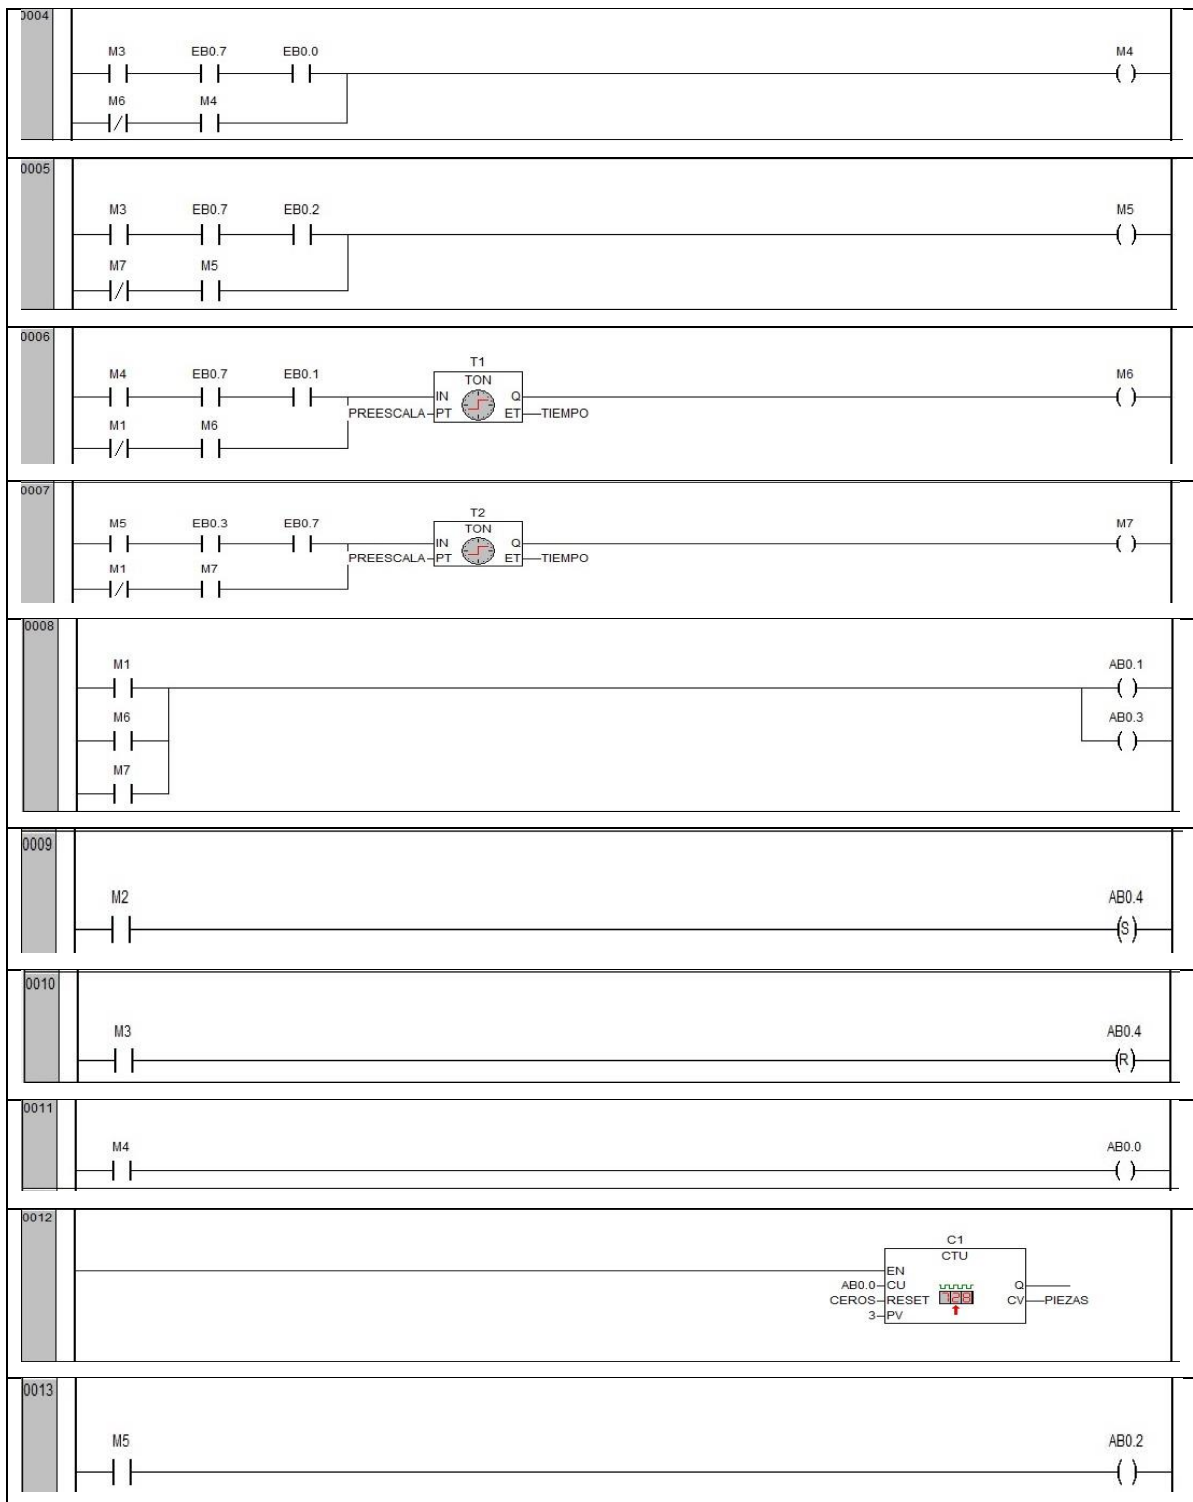 0004
M3 EB0.7 EB0.0 M4
M6 M4
0005
M3 EB0.7 EB0.2 M5
M7 M5
0006
T1
M4 EB0.7 EB0.1 TON M6
IN Q
PREESCALA PT ET TIEMPO
M1 M6
0007
T2
M5 EB0.3 EB0.7 TON M7
IN Q
PREESCALA PT ET TIEMPO
M1 M7
0008
M1 AB0.1
M6 AB0.3
M7
0009
M2 AB0.4
S
0010
M3 AB0.4
R
0011
M4 AB0.0
0012
C1
CTU
EN
AB0.0 CU Q
CEROS RESET 128 CV PIEZAS
3 PV
0013
M5 AB0.2